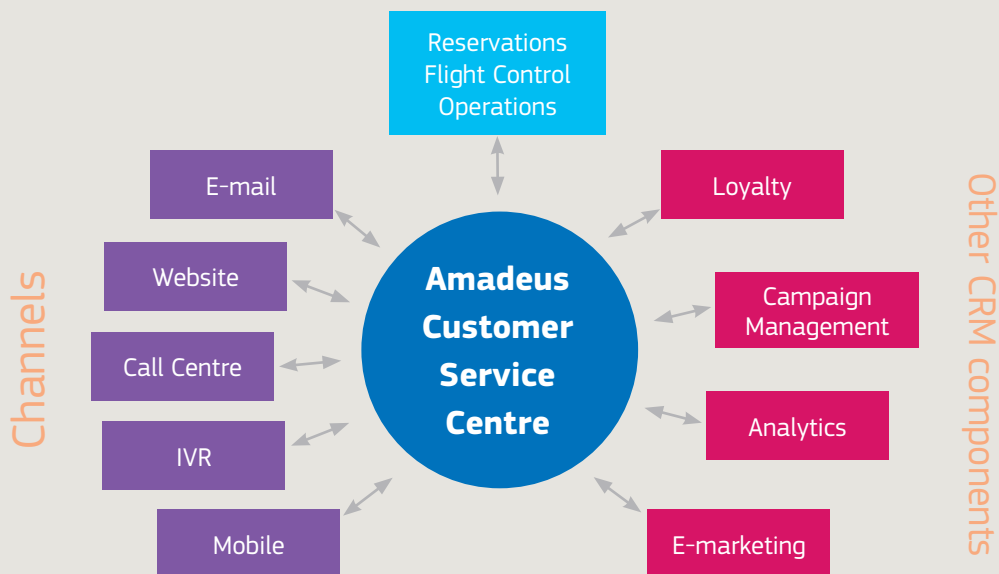 Reservations
Flight Control
Operations
E-mail
Loyalty
Website
Campaign
Management
Call Centre
Analytics
IVR
Mobile
E-marketing
Amadeus
Customer
Service
Centre
Channels
Other CRM components